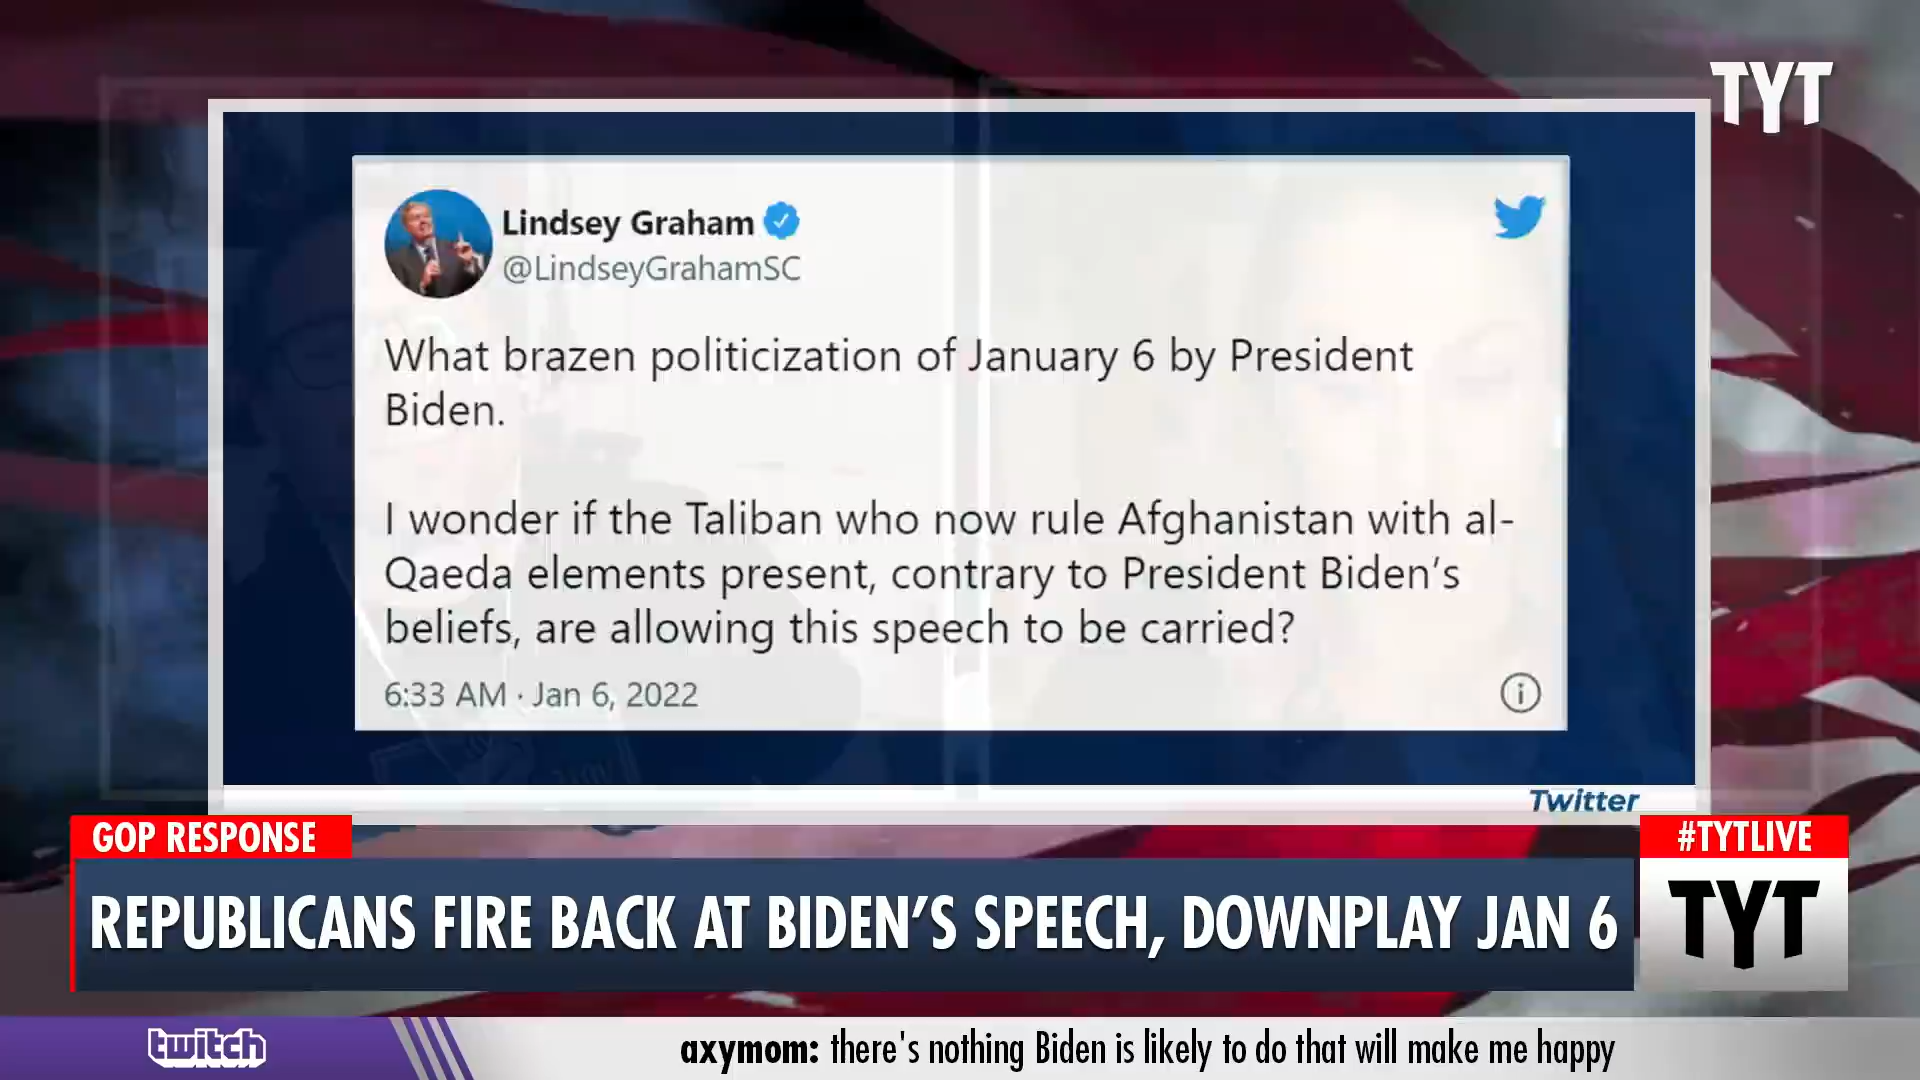 TYT
Lindsey Graham
@LindseyGrahamSC
What brazen politicization of January 6 by President
Biden.
I wonder if the Taliban who now rule Afghanistan with al-
Qaeda elements present, contrary to President Biden’s
beliefs, are allowing this speech to be carried?
6:33 AM · Jan 6, 2022
Twitter
GOP RESPONSE
#TYTLIVE
REPUBLICANS FIRE BACK AT BIDEN’S SPEECH, DOWNPLAY JAN 6
TYT
twitch
axymom: there's nothing Biden is likely to do that will make me happy